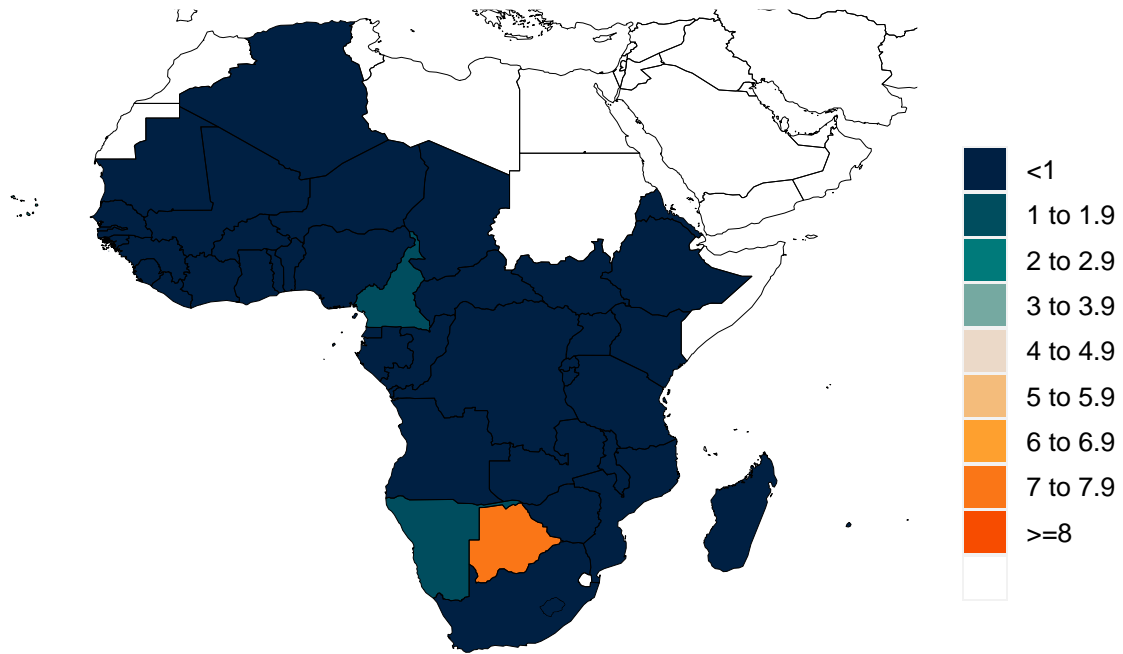 <1
1 to 1.9
2 to 2.9
3 to 3.9
4 to 4.9
5 to 5.9
6 to 6.9
7 to 7.9
>=8